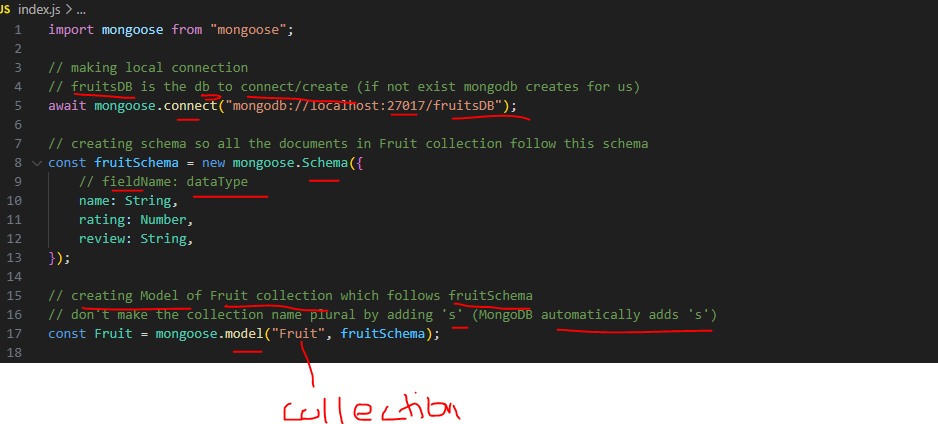 JS index.js > ...
1 import mongoose from "mongoose";
2
3 // making local connection
4 // fruitsDB is the db to connect/create (if not exist mongodb creates for us)
5 await mongoose.connect("mongodb://localhost:27017/fruitsDB");
6
7 // creating schema so all the documents in Fruit collection follow this schema
8 const fruitSchema = new mongoose.Schema({
9 // fieldName: dataType
10 name: String,
11 rating: Number,
12 review: String,
13 });
14
15 // creating Model of Fruit collection which follows fruitSchema
16 // don't make the collection name plural by adding 's' (MongoDB automatically adds 's')
17 const Fruit = mongoose.model("Fruit", fruitSchema);
18
collection